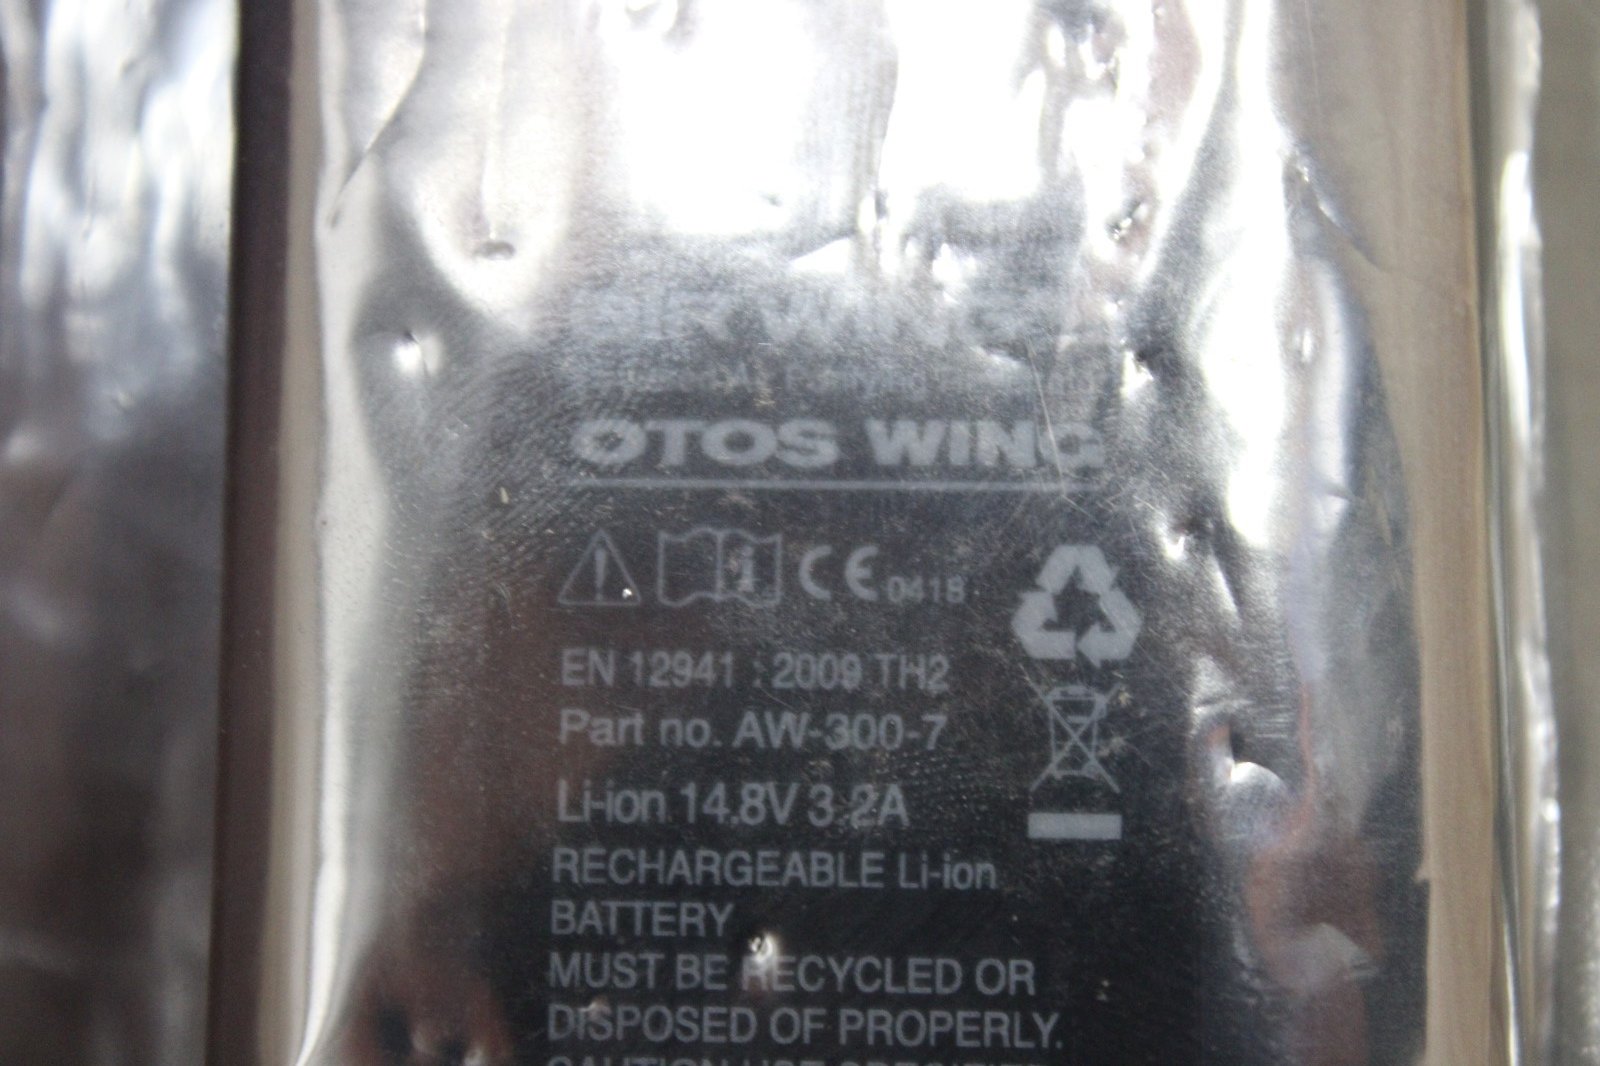 OTOS WING
CE 0418
EN 12941 : 2009 TH2
Part no. AW-300-7
Li-ion 14.8V 3.2A
RECHARGEABLE Li-ion
BATTERY
MUST BE RECYCLED OR
DISPOSED OF PROPERLY.